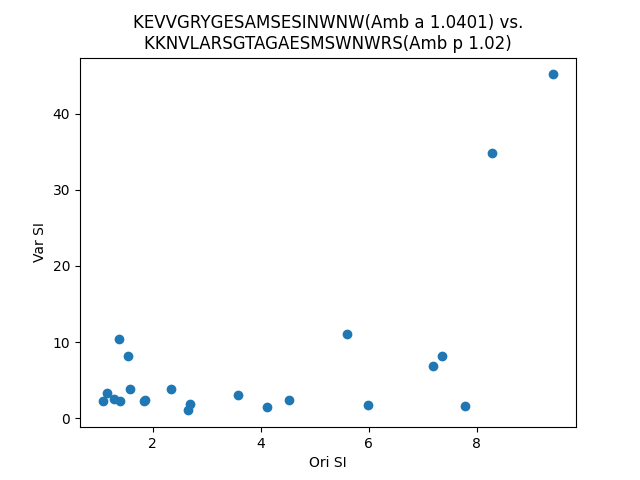 KEVVGRYGESAMSESINWNW(Amb a 1.0401) vs.
KKNVLARSGTAGAESMSWNWRS(Amb p 1.02)
40
30
20
10
0
Var SI
2 4 6 8
Ori SI